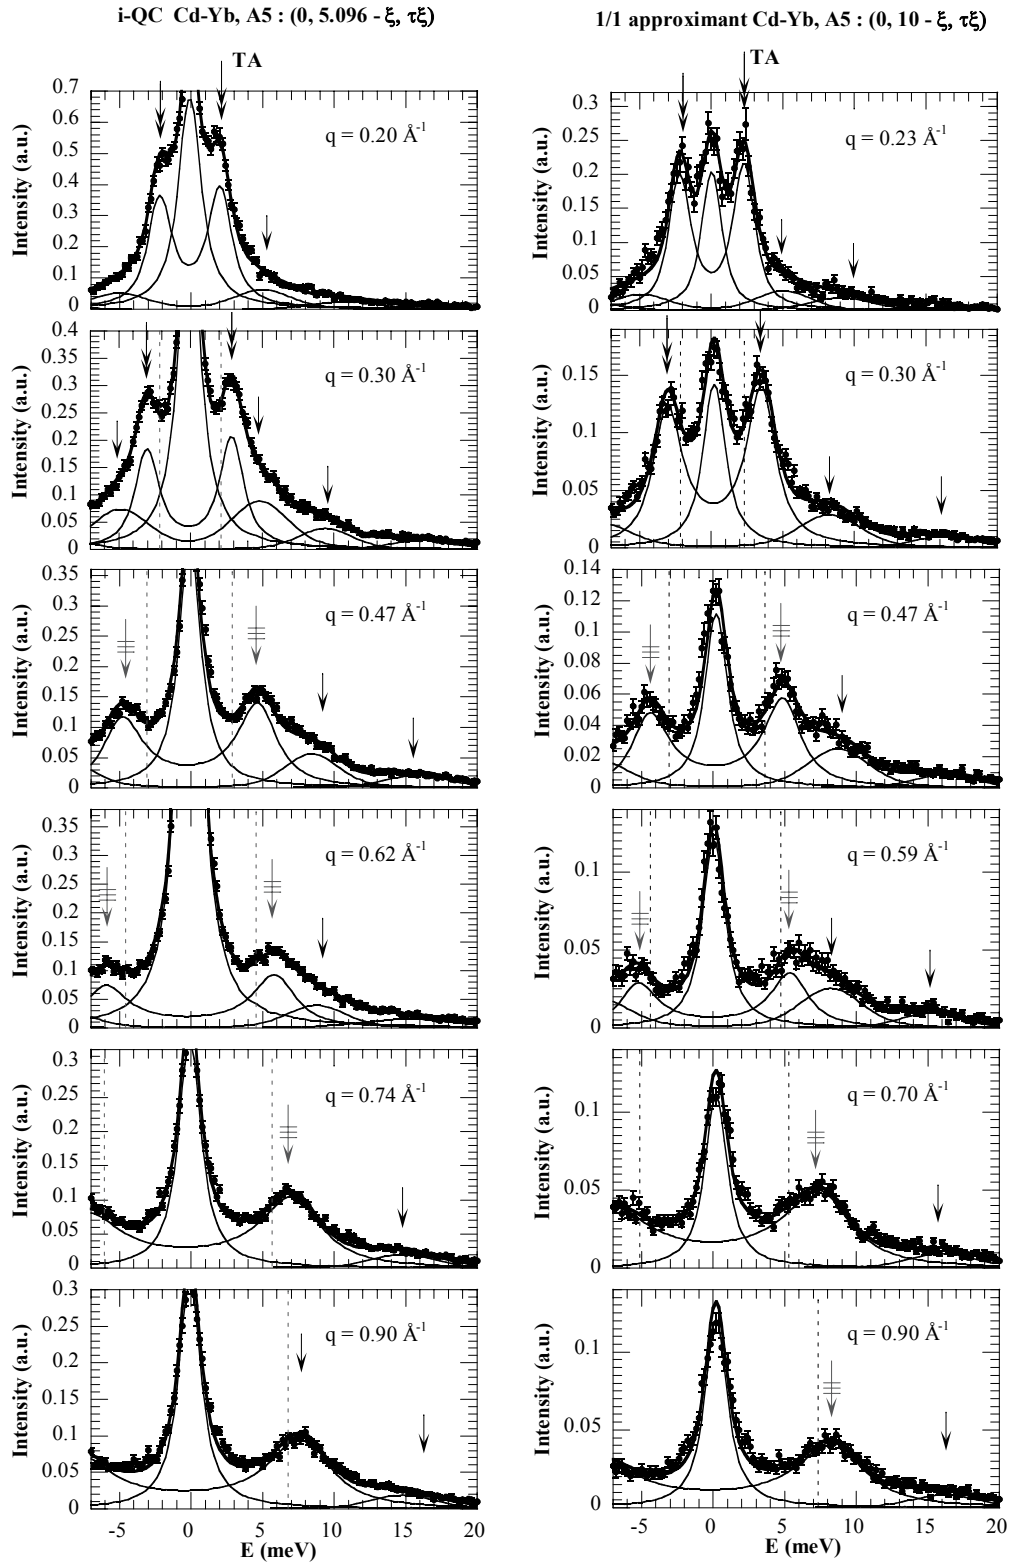 i-QC Cd-Yb, A5 : (0, 5.096 - ξ, τξ)
1/1 approximant Cd-Yb, A5 : (0, 10 - ξ, τξ)
TA
0.7
0.6
0.5
0.4
0.3
0.2
0.1
0
Intensity (a.u.)
q = 0.20 Å-1
0.4
0.35
0.3
0.25
0.2
0.15
0.1
0.05
0
Intensity (a.u.)
q = 0.30 Å-1
0.35
0.3
0.25
0.2
0.15
0.1
0.05
0
Intensity (a.u.)
q = 0.47 Å-1
0.35
0.3
0.25
0.2
0.15
0.1
0.05
0
Intensity (a.u.)
q = 0.62 Å-1
0.3
0.25
0.2
0.15
0.1
0.05
0
Intensity (a.u.)
q = 0.74 Å-1
0.3
0.2
0.1
0.05
0
Intensity (a.u.)
q = 0.90 Å-1
-5 0 5 10 15 20
E (meV)
TA
0.3
0.25
0.2
0.15
0.1
0.05
0
Intensity (a.u.)
q = 0.23 Å-1
0.15
0.1
0.05
0
Intensity (a.u.)
q = 0.30 Å-1
0.14
0.12
0.1
0.08
0.06
0.04
0.02
0
Intensity (a.u.)
q = 0.47 Å-1
0.1
0.05
0
Intensity (a.u.)
q = 0.59 Å-1
0.1
0.05
0
Intensity (a.u.)
q = 0.70 Å-1
0.1
0.05
0
Intensity (a.u.)
q = 0.90 Å-1
-5 0 5 10 15 20
E (meV)